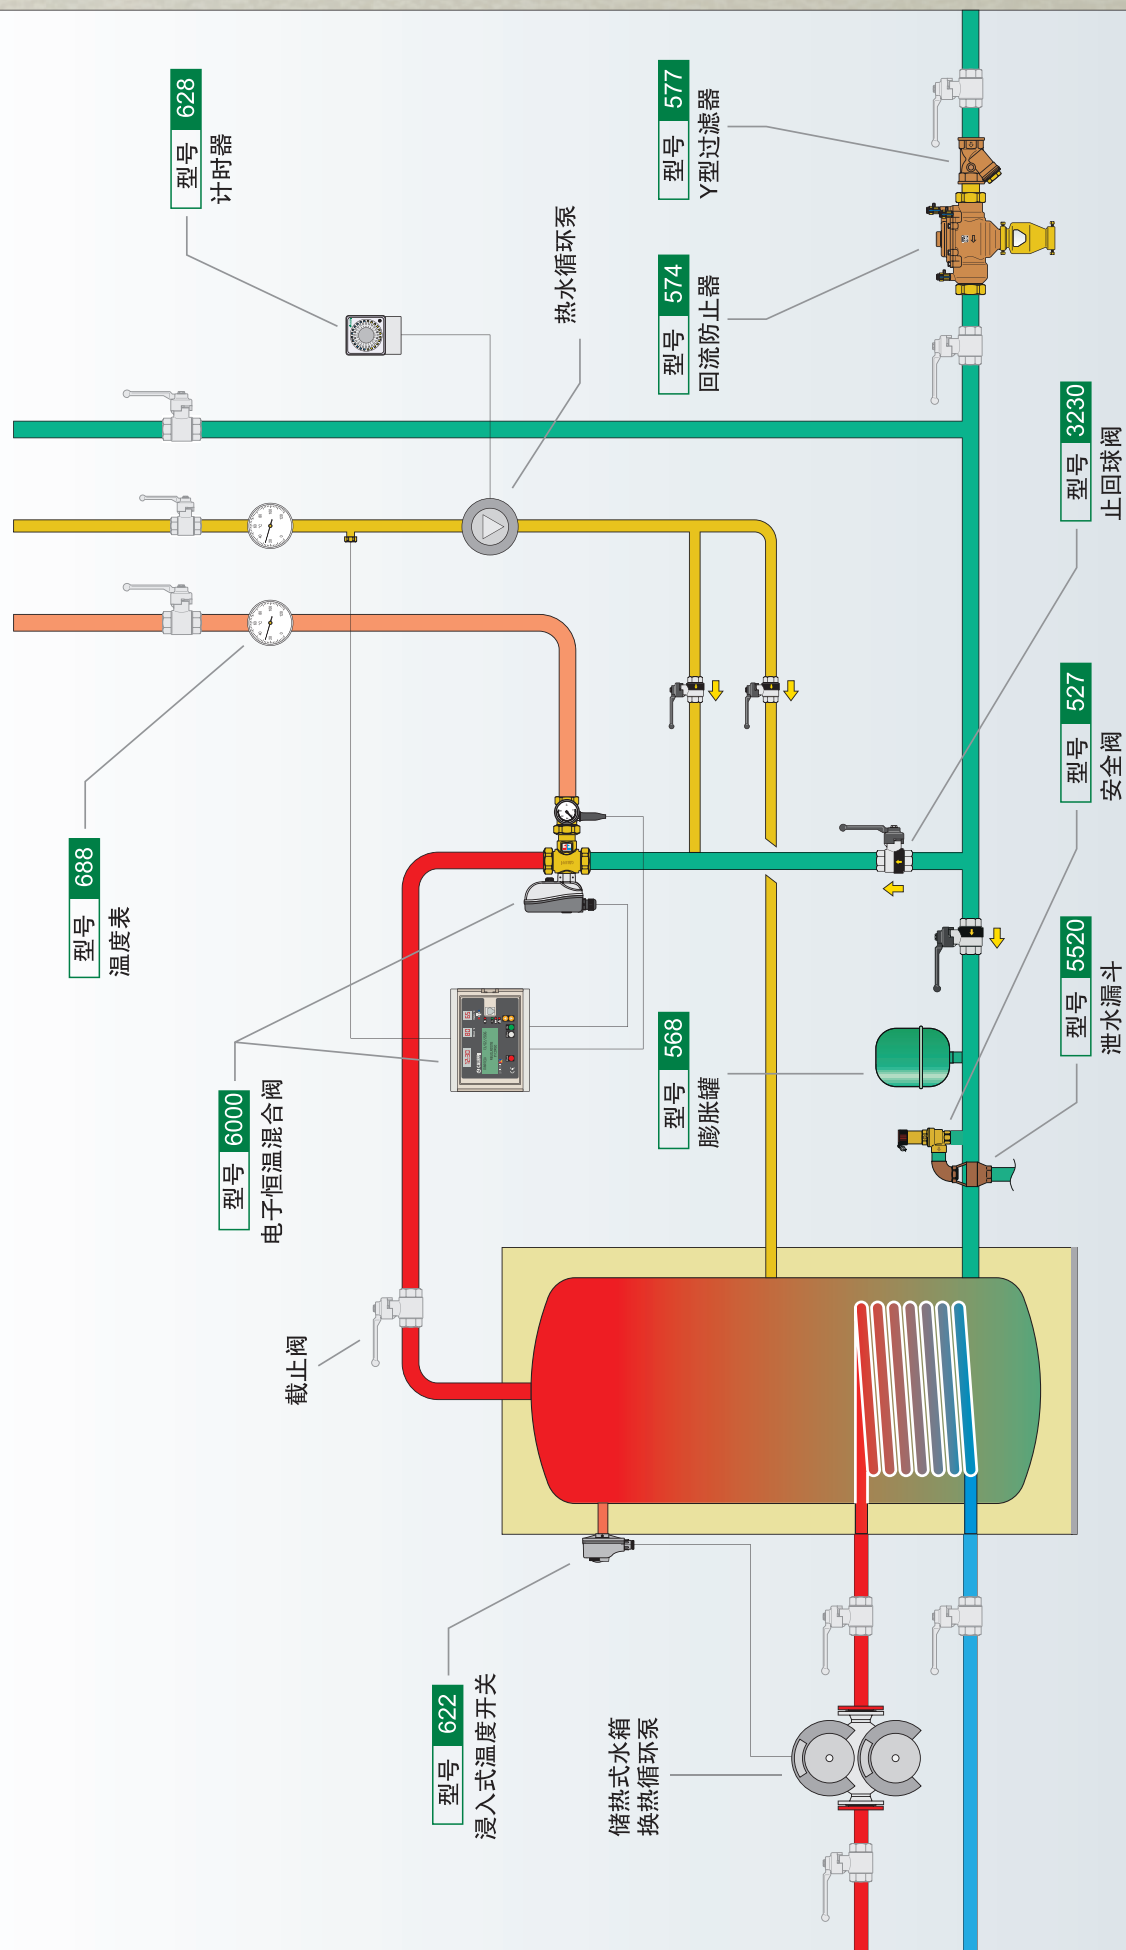 型号 622
浸入式温度开关
储热式水箱
换热循环泵
截止阀
型号 6000
电子恒温混合阀
型号 688
温度表
型号 628
计时器
热水循环泵
型号 568
膨胀罐
型号 574
回流防止器
型号 577
Y型过滤器
型号 5520
泄水漏斗
型号 527
安全阀
型号 3230
止回球阀